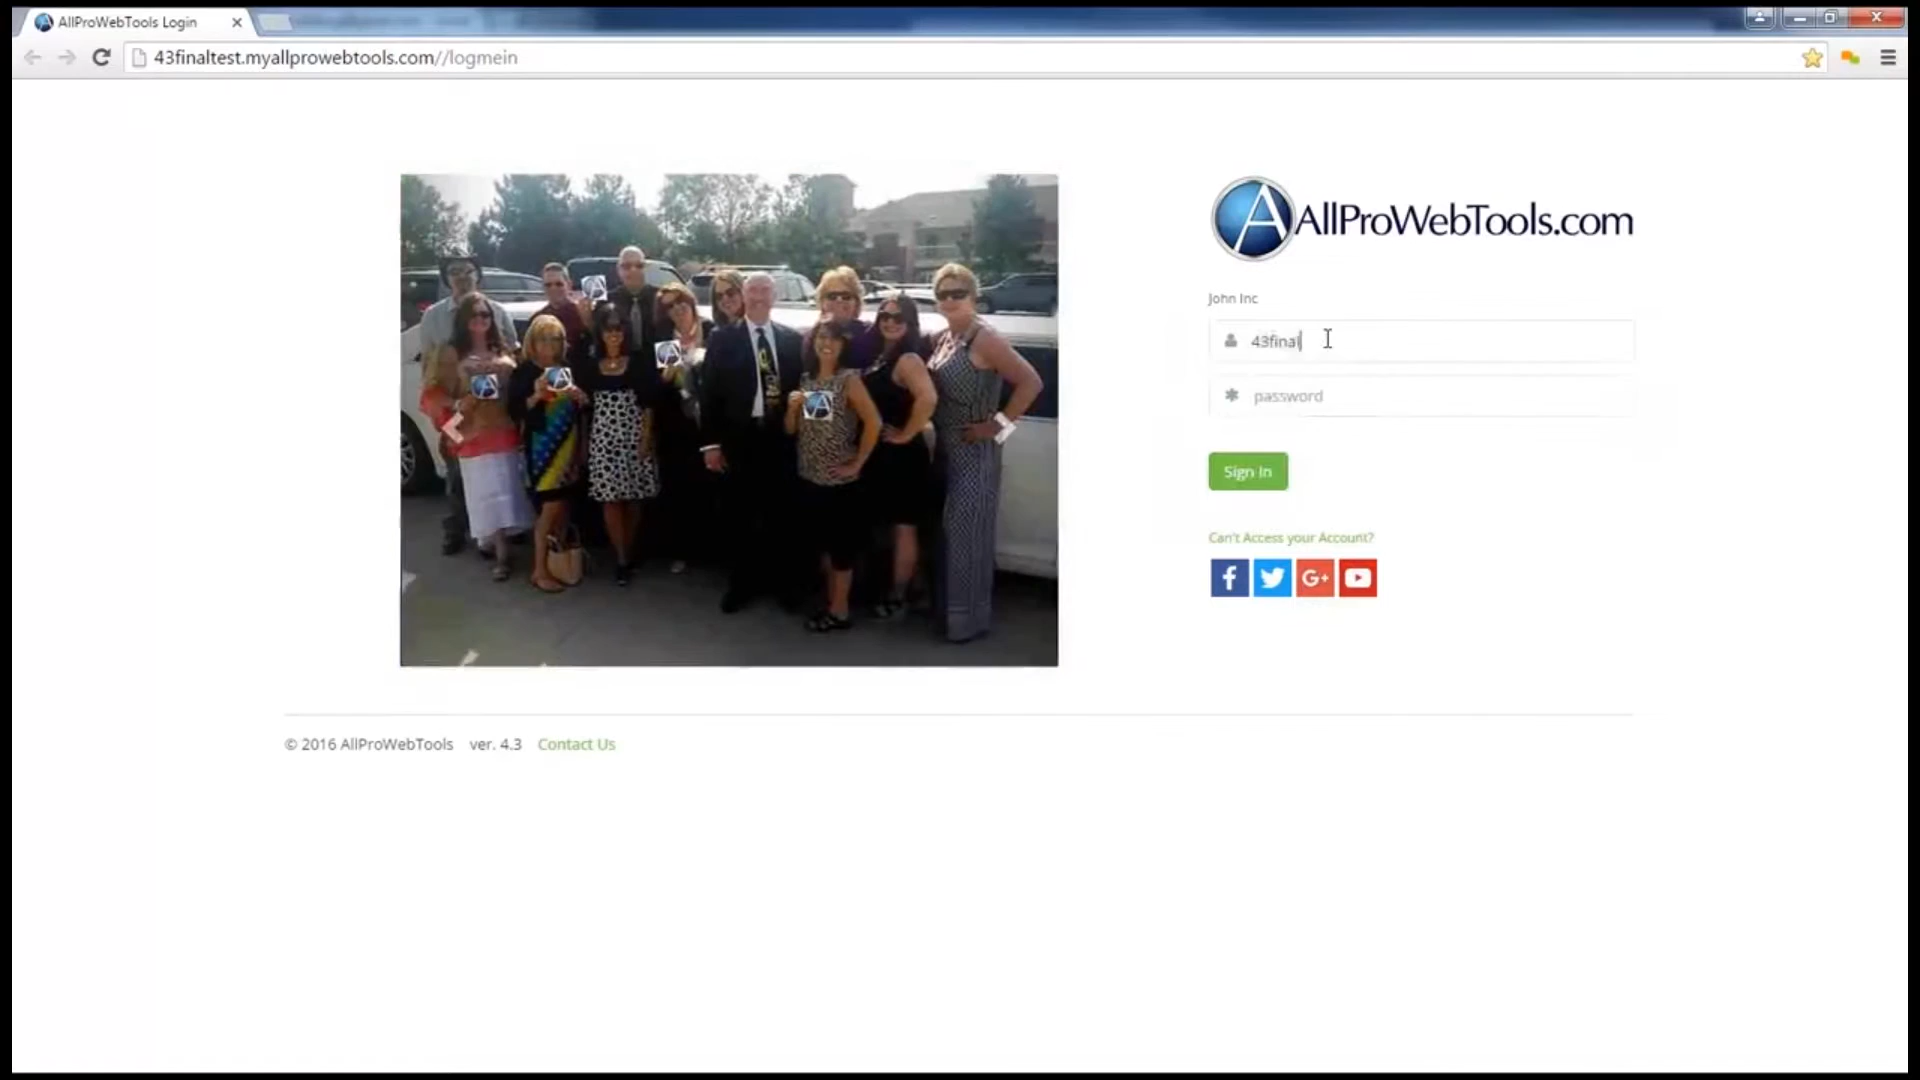 AllProWebTools Login
43finaltest.myallprowebtools.com//logmein
AllProWebTools.com
John Inc
43final
password
Sign In
Can't Access your Account?
© 2016 AllProWebTools ver. 4.3 Contact Us